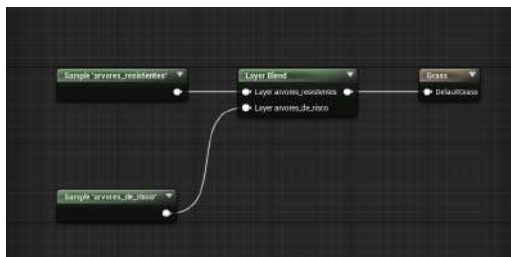 Sample 'arvores_resistentes'
Layer Blend
Grass
Layer arvores_resistentes
DefaultGrass
Layer arvores_de_risco
Sample 'arvores_de_risco'